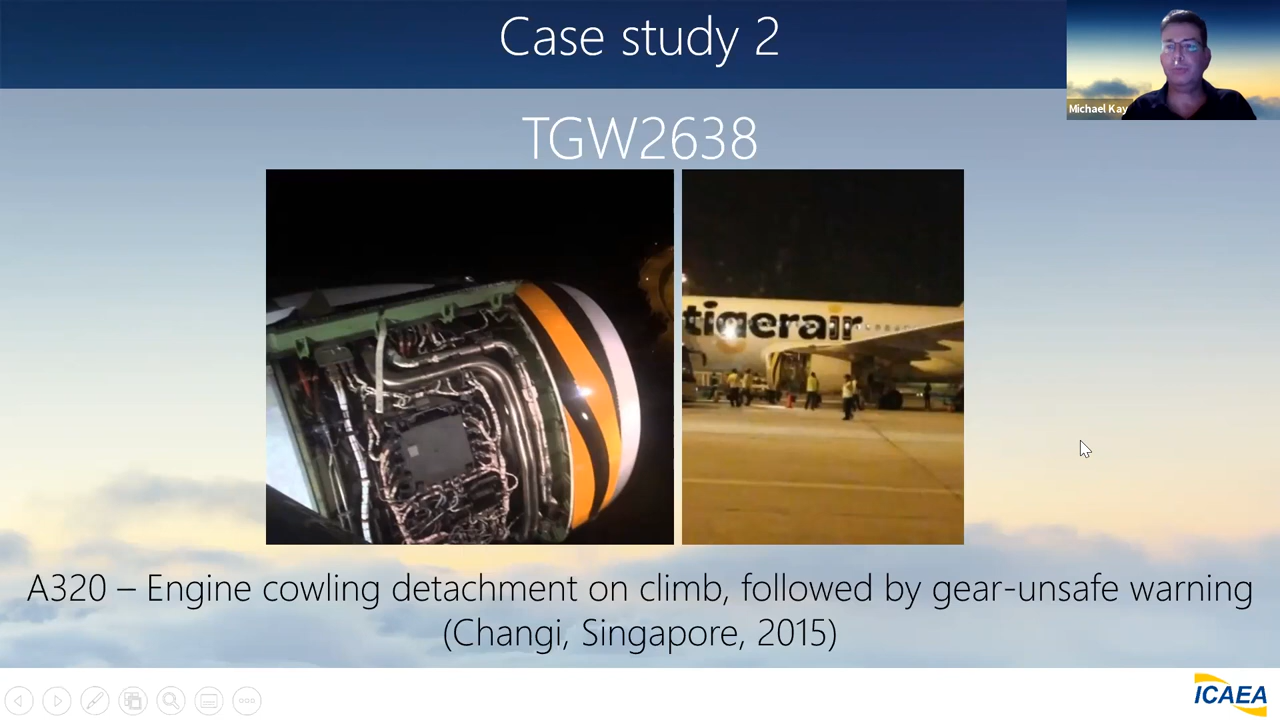 Case study 2
Michael Kay
TGW2638
tigerair
A320 – Engine cowling detachment on climb, followed by gear-unsafe warning
(Changi, Singapore, 2015)
ICAEA